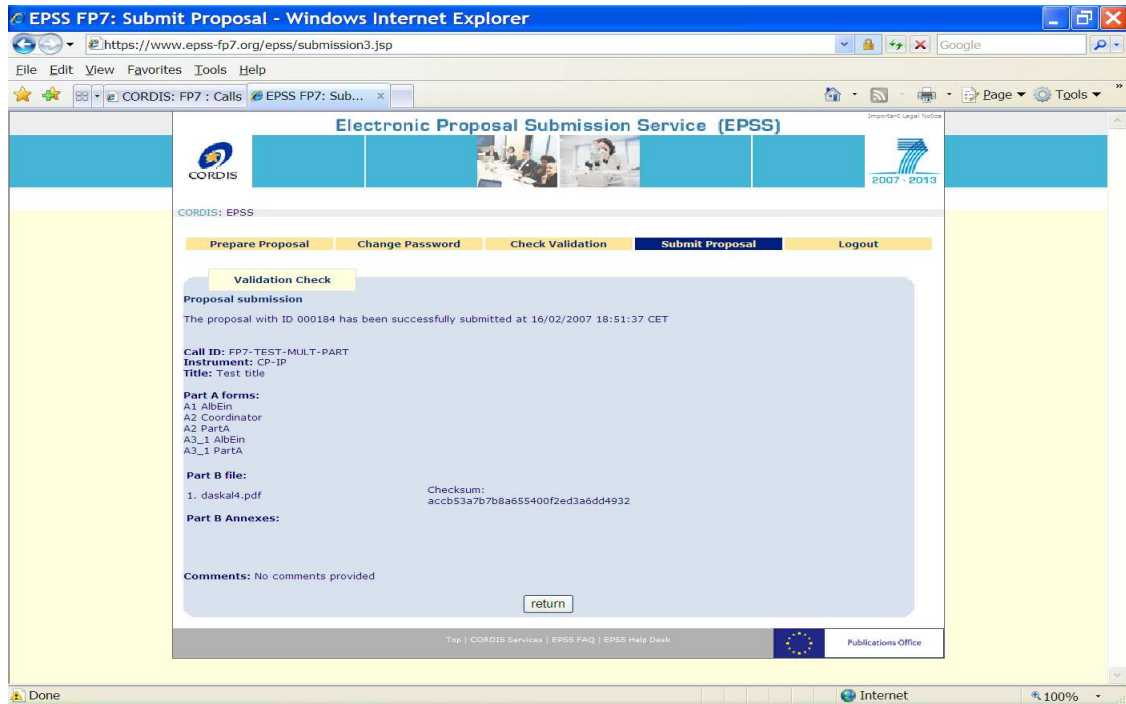 EPSS FP7: Submit Proposal - Windows Internet Explorer
https://www.epss-fp7.org/epss/submission3.jsp
Google
File Edit View Favorites Tools Help
CORDIS: FP7 : Calls EPSS FP7: Sub... x
Page Tools »
Important Legal Notice
Electronic Proposal Submission Service (EPSS)
CORDIS
2007 - 2013
CORDIS: EPSS
Prepare Proposal Change Password Check Validation Submit Proposal Logout
Validation Check
Proposal submission
The proposal with ID 000184 has been successfully submitted at 16/02/2007 18:51:37 CET
Call ID: FP7-TEST-MULT-PART
Instrument: CP-IP
Title: Test title
Part A forms:
A1 AlbEin
A2 Coordinator
A2 PartA
A3_1 AlbEin
A3_1 PartA
Part B file:
1. daskal4.pdf
Checksum:
accb53a7b7b8a655400f2ed3a6dd4932
Part B Annexes:
Comments: No comments provided
return
Top | CORDIS Services | EPSS FAQ | EPSS Help Desk
Publications Office
Done Internet 100%